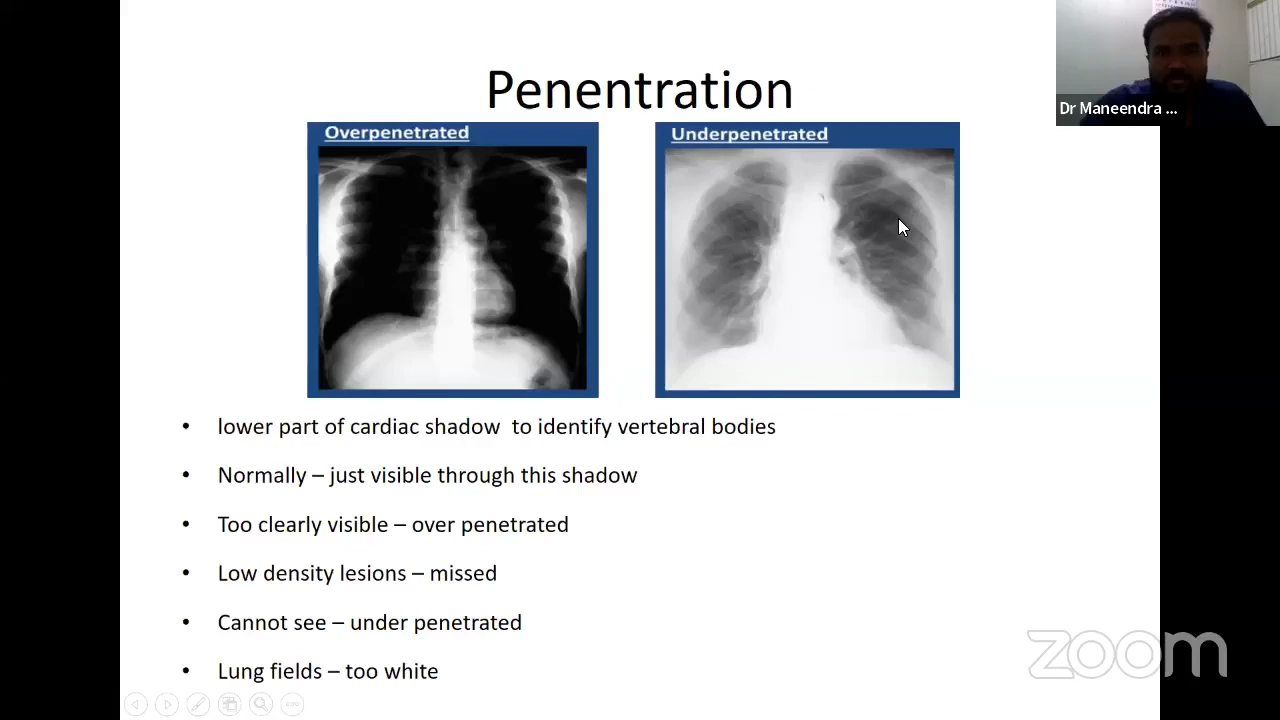 Penentration
Overpenetrated
Underpenetrated
Dr Maneendra ...
• lower part of cardiac shadow  to identify vertebral bodies
• Normally – just visible through this shadow
• Too clearly visible – over penetrated
• Low density lesions – missed
• Cannot see – under penetrated
• Lung fields – too white
zoom